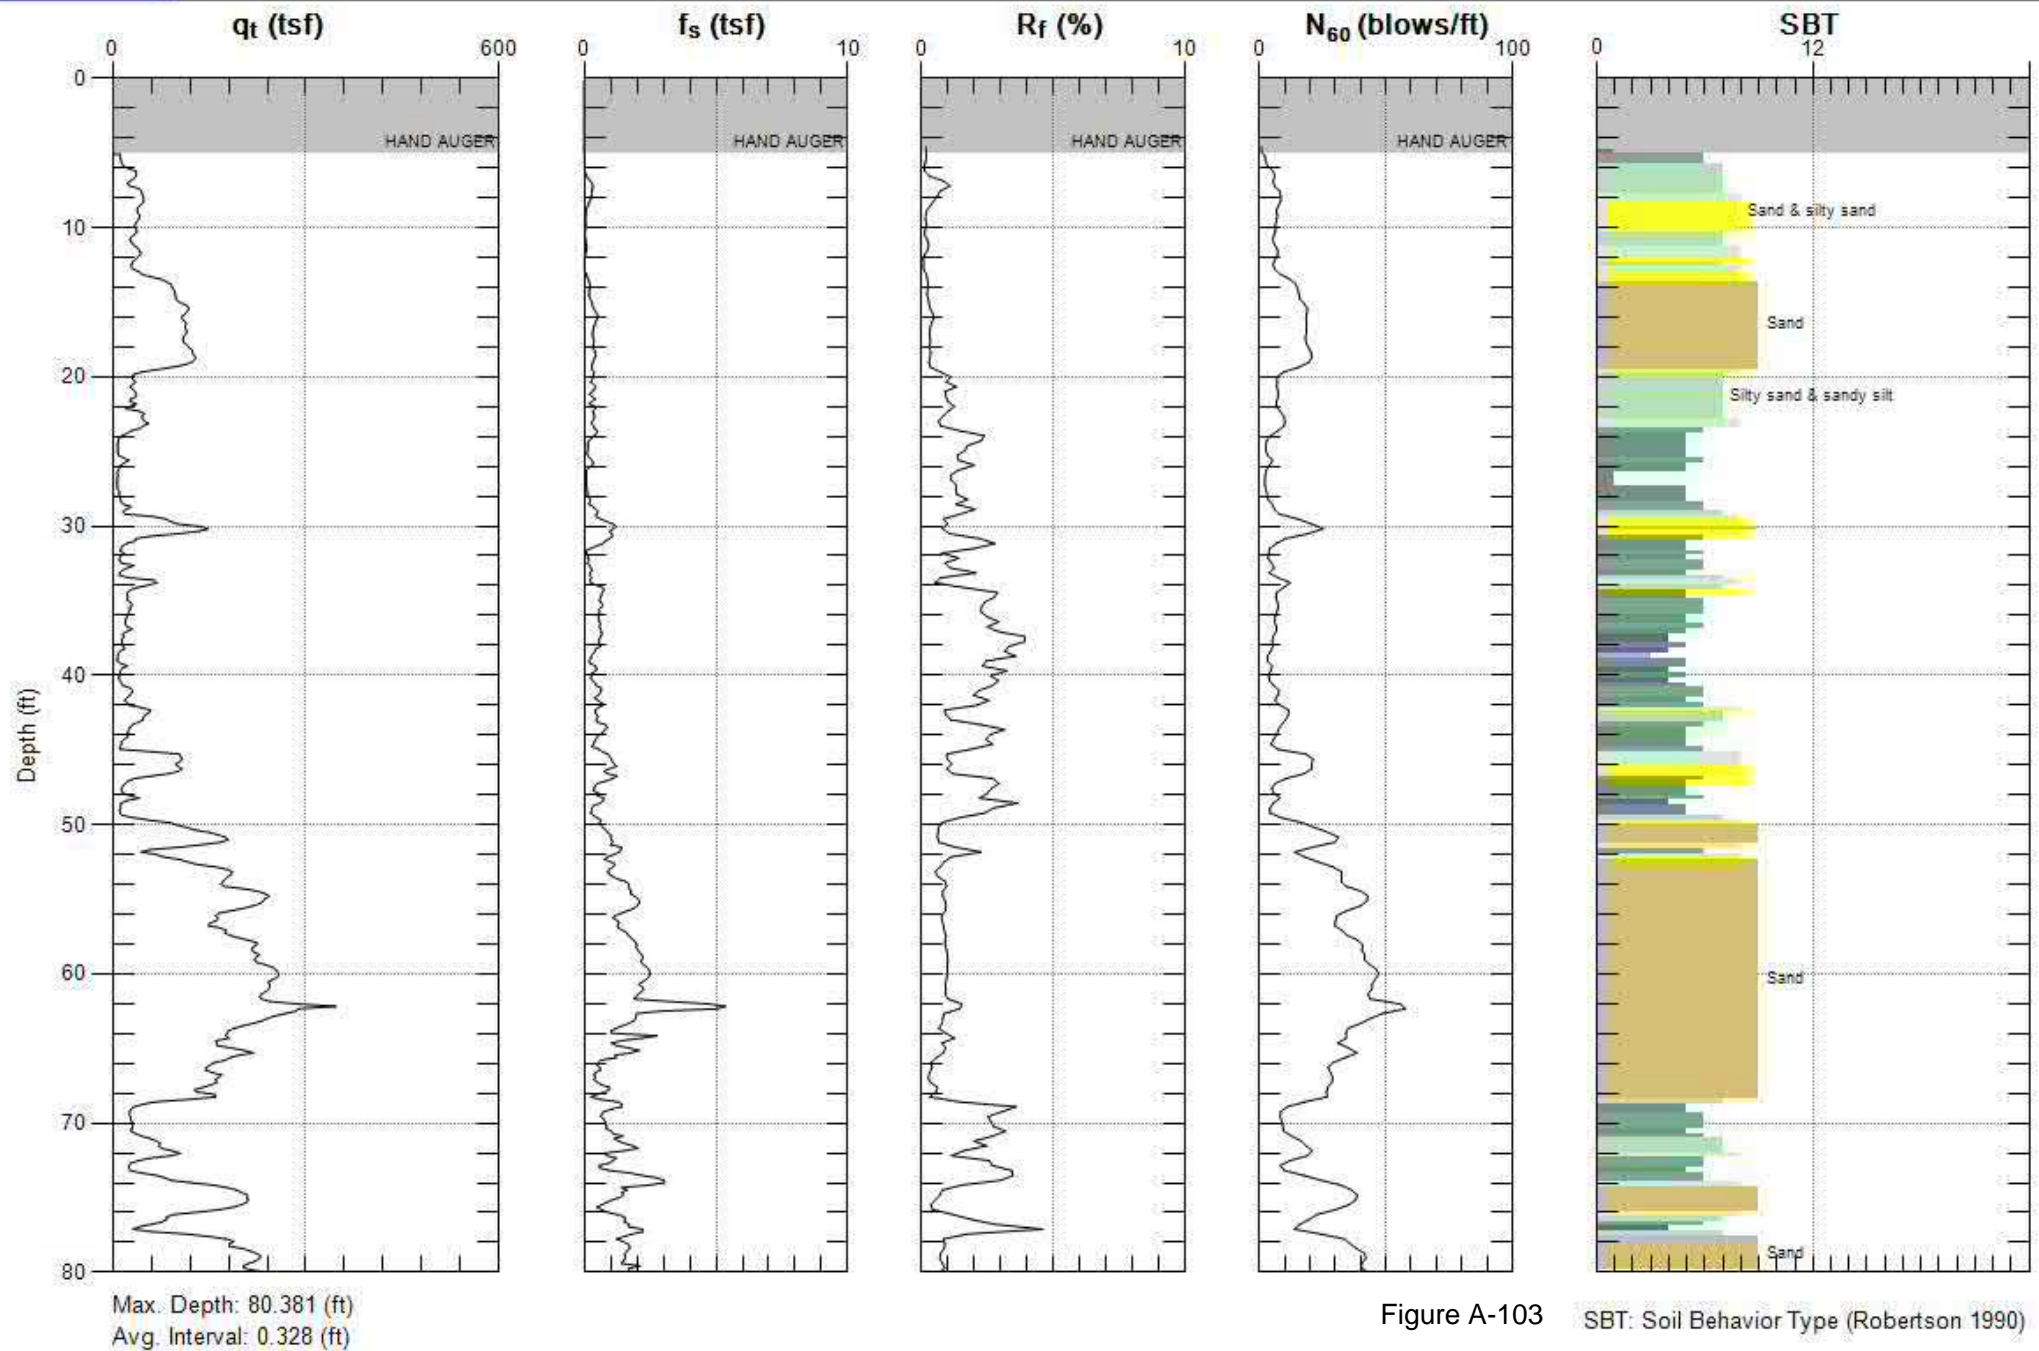 qt (tsf) fs (tsf) Rf (%) N60 (blows/ft) SBT
0 600 0 10 0 10 0 100 0 12
0
HAND AUGER HAND AUGER HAND AUGER HAND AUGER
Sand & silty sand
10
Sand
20
Silty sand & sandy silt
30
40
Depth (ft)
50
60
Sand
70
Sand
80
Max. Depth: 80.381 (ft)
Avg. Interval: 0.328 (ft)
Figure A-103 SBT: Soil Behavior Type (Robertson 1990)